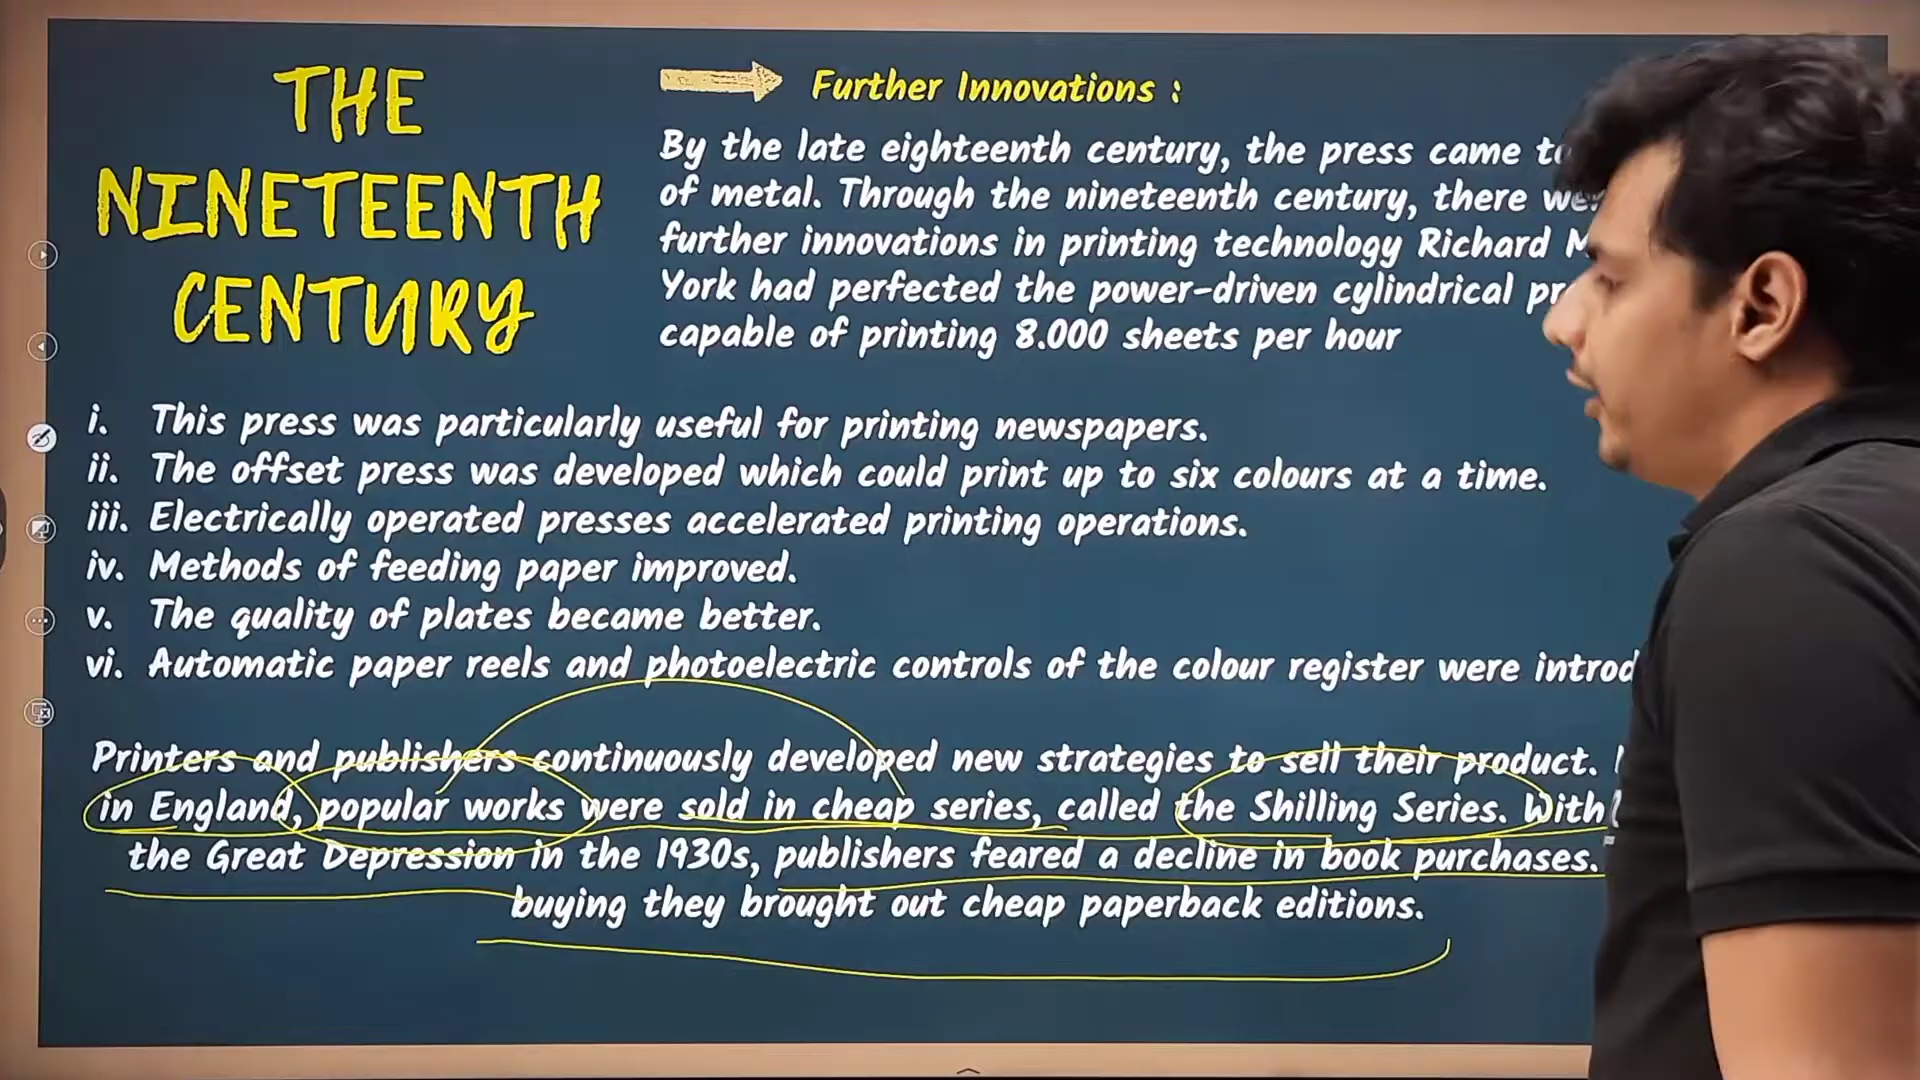 THE
NINETEENTH
CENTURY
Further Innovations :
By the late eighteenth century, the press came
of metal. Through the nineteenth century, there
further innovations in printing technology Richard
York had perfected the power-driven cylindrical
capable of printing 8.000 sheets per hour
i. This press was particularly useful for printing newspapers.
ii. The offset press was developed which could print up to six colours at a time.
iii. Electrically operated presses accelerated printing operations.
iv. Methods of feeding paper improved.
v. The quality of plates became better.
vi. Automatic paper reels and photoelectric controls of the colour register were
Printers and publishers continuously developed new strategies to sell their product.
in England, popular works were sold in cheap series, called the Shilling Series. With
the Great Depression in the 1930s, publishers feared a decline in book purchases.
buying they brought out cheap paperback editions.